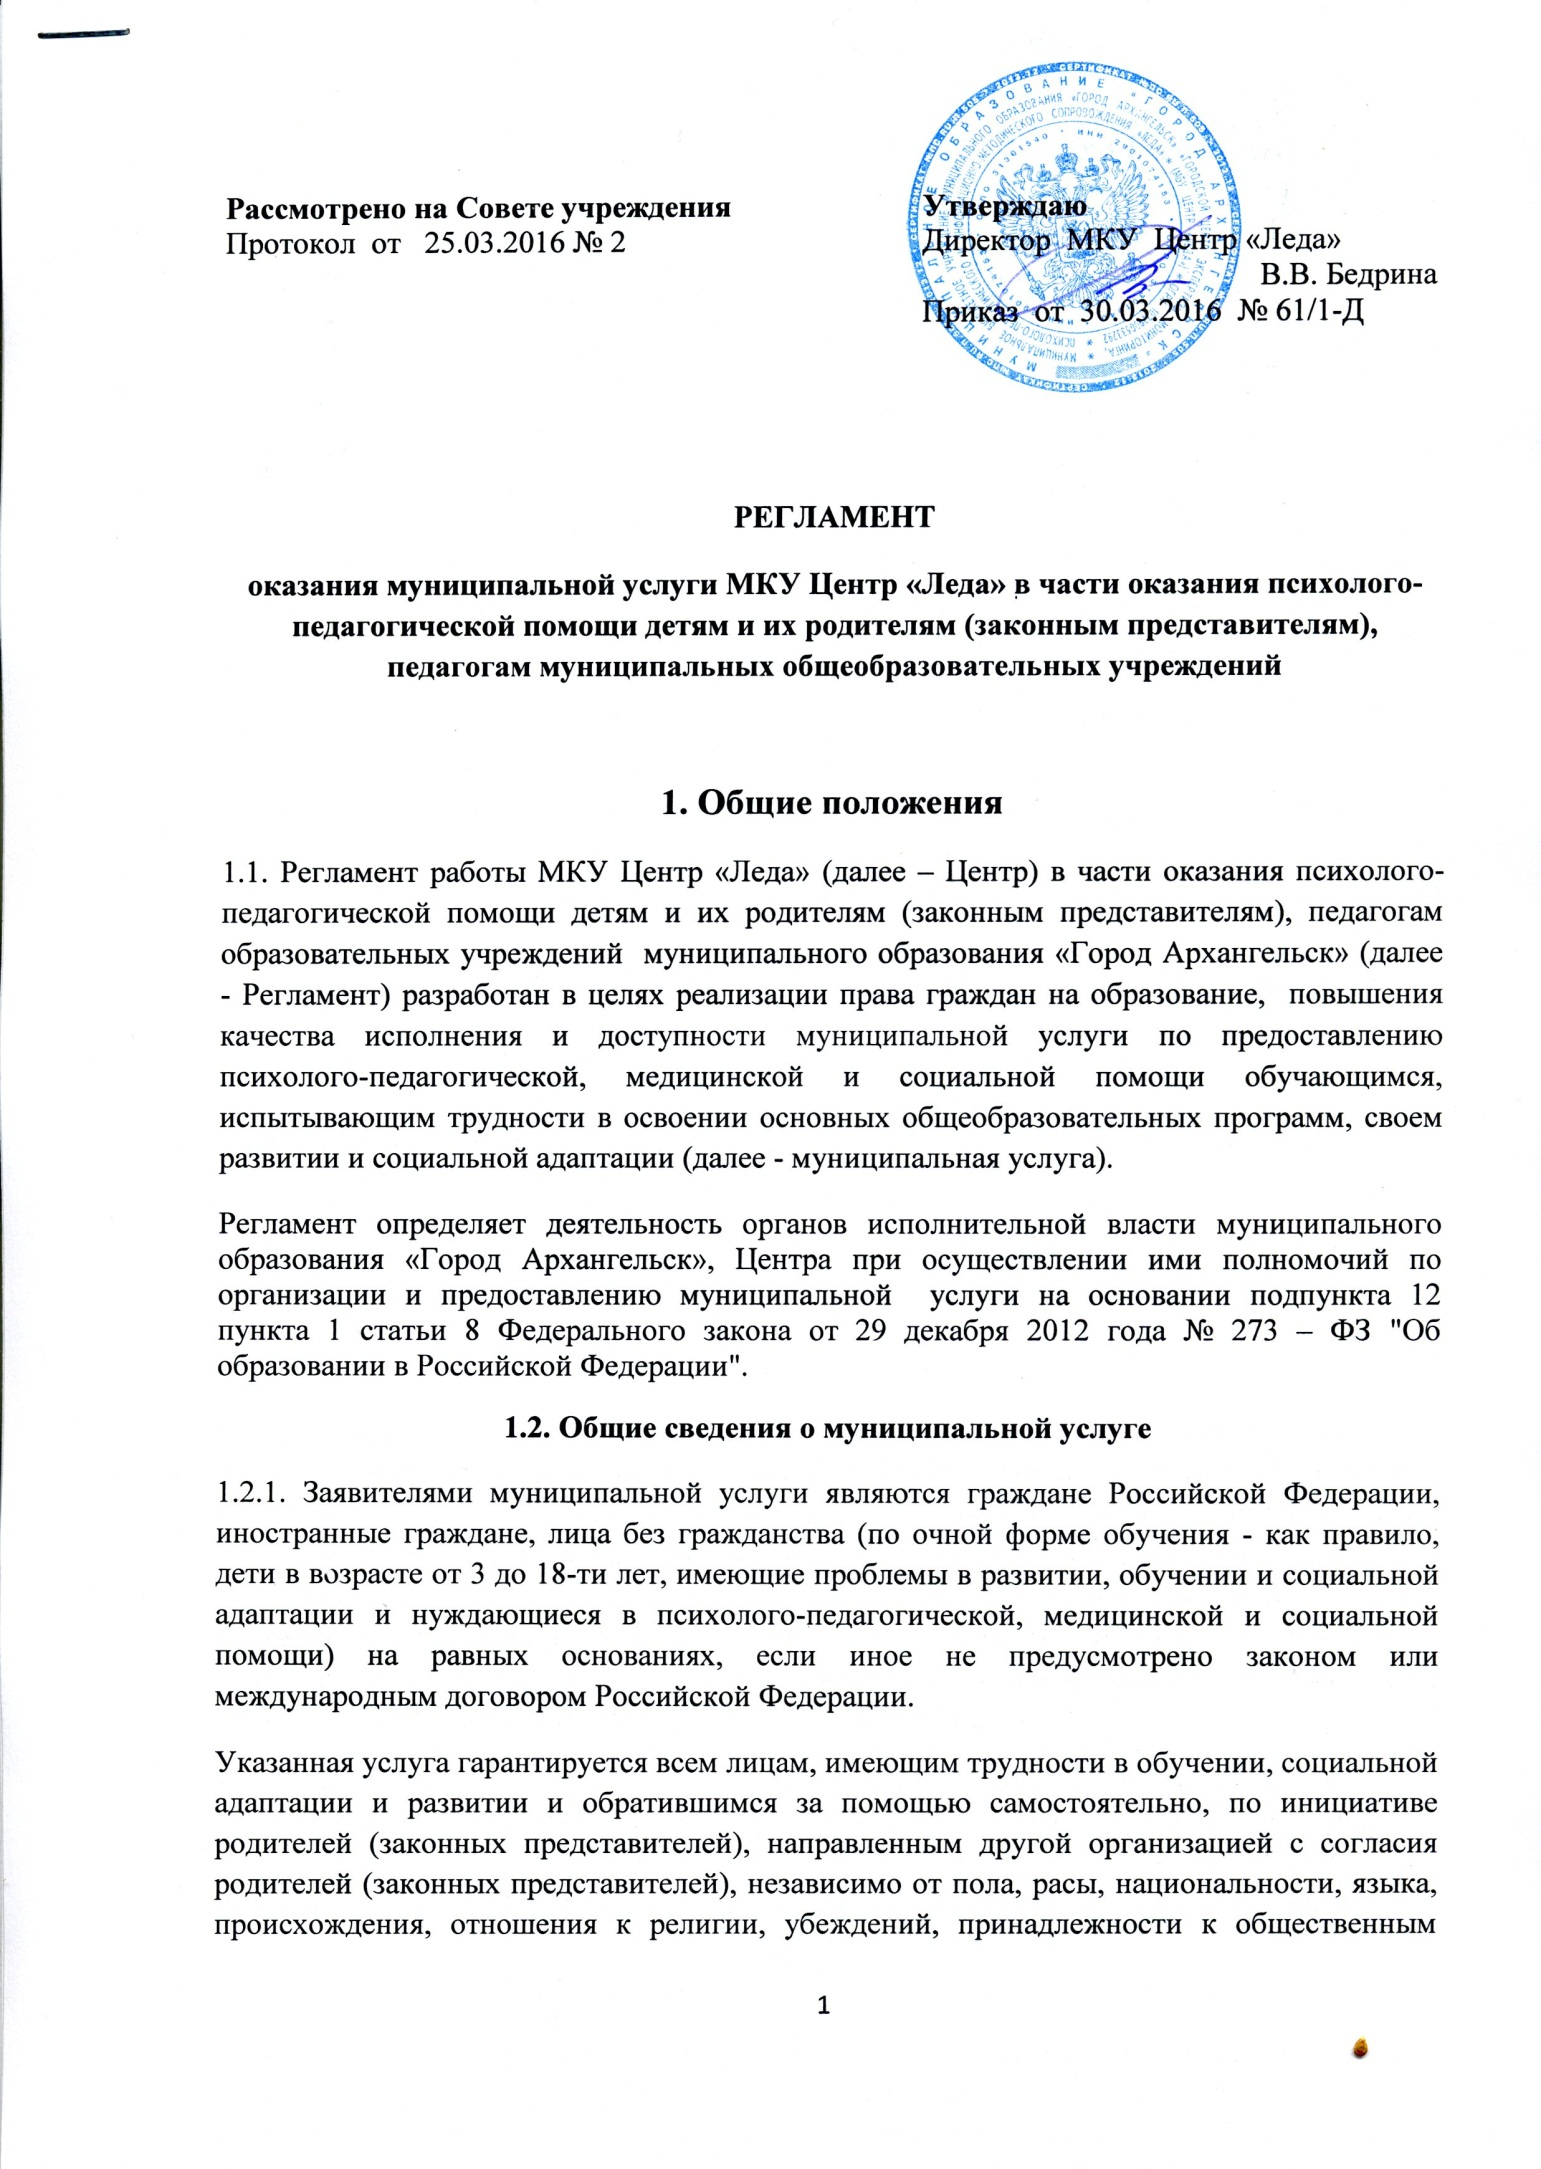 Рассмотрено на Совете учреждения
Протокол от 25.03.2016 № 2
Утверждаю
Директор МКУ Центр «Леда»
В.В. Бедрина
Приказ от 30.03.2016 № 61/1-Д
МУНИЦИПАЛЬНОЕ ОБРАЗОВАНИЕ "ГОРОД АРХАНГЕЛЬСК"
РЕГЛАМЕНТ
оказания муниципальной услуги МКУ Центр «Леда» в части оказания психолого-
педагогической помощи детям и их родителям (законным представителям),
педагогам муниципальных общеобразовательных учреждений
1. Общие положения
1.1. Регламент работы МКУ Центр «Леда» (далее – Центр) в части оказания психолого-
педагогической помощи детям и их родителям (законным представителям), педагогам
образовательных учреждений муниципального образования «Город Архангельск» (далее
- Регламент) разработан в целях реализации права граждан на образование, повышения
качества исполнения и доступности муниципальной услуги по предоставлению
психолого-педагогической, медицинской и социальной помощи обучающимся,
испытывающим трудности в освоении основных общеобразовательных программ, своем
развитии и социальной адаптации (далее - муниципальная услуга).
Регламент определяет деятельность органов исполнительной власти муниципального
образования «Город Архангельск», Центра при осуществлении ими полномочий по
организации и предоставлению муниципальной услуги на основании подпункта 12
пункта 1 статьи 8 Федерального закона от 29 декабря 2012 года № 273 – ФЗ "Об
образовании в Российской Федерации".
1.2. Общие сведения о муниципальной услуге
1.2.1. Заявителями муниципальной услуги являются граждане Российской Федерации,
иностранные граждане, лица без гражданства (по очной форме обучения - как правило,
дети в возрасте от 3 до 18-ти лет, имеющие проблемы в развитии, обучении и социальной
адаптации и нуждающиеся в психолого-педагогической, медицинской и социальной
помощи) на равных основаниях, если иное не предусмотрено законом или
международным договором Российской Федерации.
Указанная услуга гарантируется всем лицам, имеющим трудности в обучении, социальной
адаптации и развитии и обратившимся за помощью самостоятельно, по инициативе
родителей (законных представителей), направленным другой организацией с согласия
родителей (законных представителей), независимо от пола, расы, национальности, языка,
происхождения, отношения к религии, убеждений, принадлежности к общественным
1